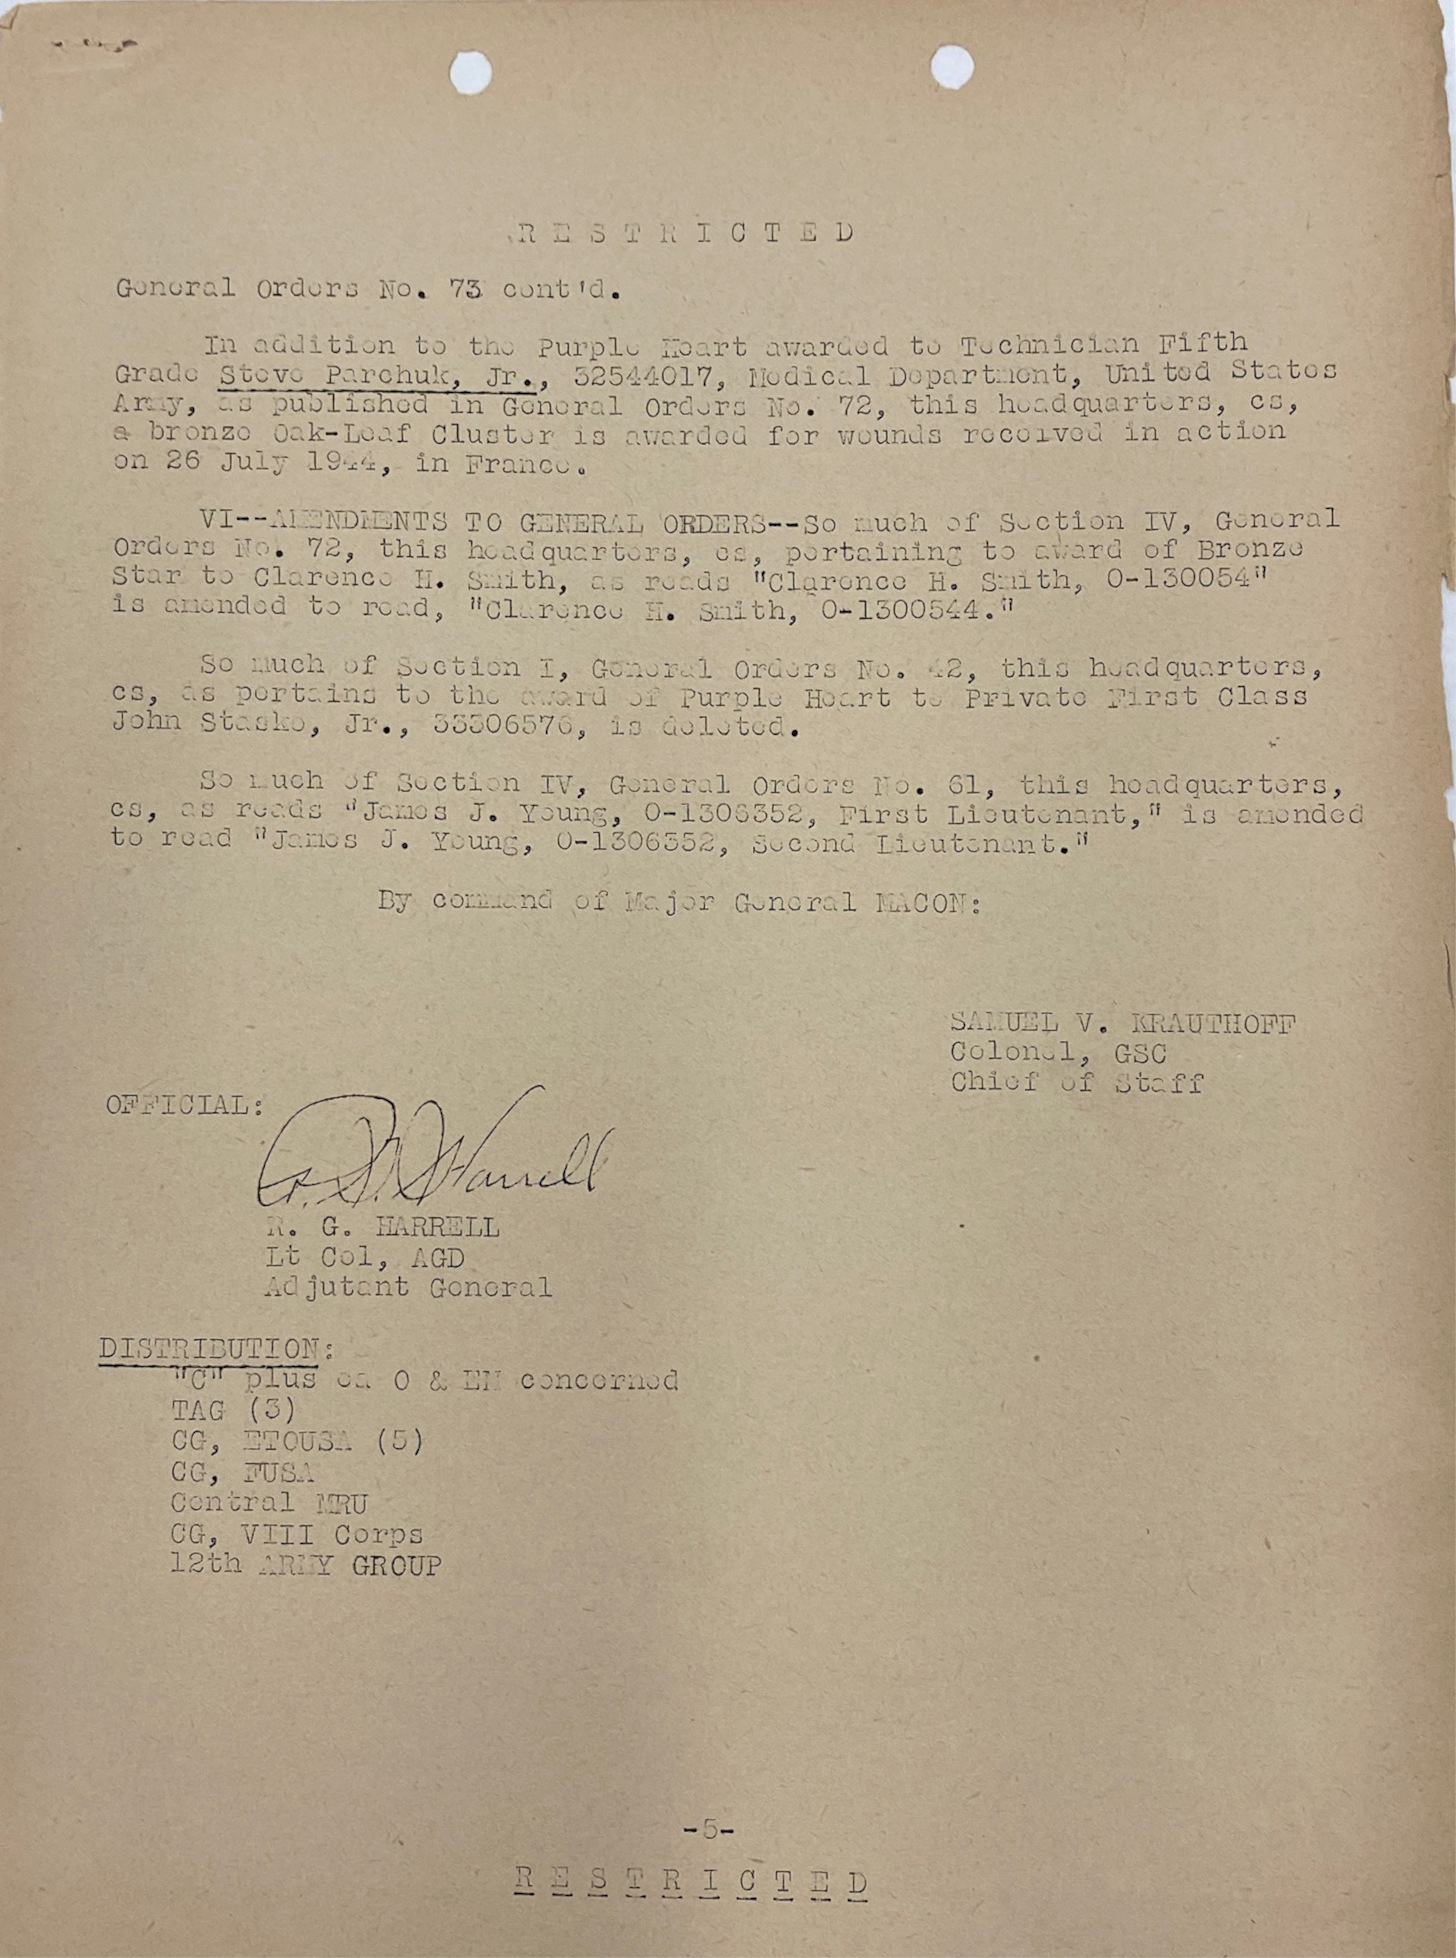 R E S T R I C T E D
General Orders No. 73 cont'd.
In addition to the Purple Heart awarded to Technician Fifth
Grade Steve Parchuk, Jr., 32544017, Medical Department, United States
Army, as published in General Orders No. 72, this headquarters, cs,
a bronze Oak-Leaf Cluster is awarded for wounds received in action
on 26 July 1944, in France.
VI--AMENDMENTS TO GENERAL ORDERS--So much of Section IV, General
Orders No. 72, this headquarters, cs, pertaining to award of Bronze
Star to Clarence H. Smith, as reads "Clarence H. Smith, O-130054"
is amended to read, "Clarence H. Smith, O-1300544."
So much of Section I, General Orders No. 42, this headquarters,
cs, as pertains to the award of Purple Heart to Private First Class
John Stasko, Jr., 33306576, is deleted.
So much of Section IV, General Orders No. 61, this headquarters,
cs, as reads "James J. Young, O-1306352, First Lieutenant," is amended
to read "James J. Young, O-1306352, Second Lieutenant."
By command of Major General MACON:
SAMUEL V. KRAUTHOFF
Colonel, GSC
Chief of Staff
OFFICIAL:
R. G. Harrell
R. G. HARRELL
Lt Col, AGD
Adjutant General
DISTRIBUTION:
"C" plus ea O & EM concerned
TAG (3)
CG, ETOUSA (5)
CG, FUSA
Central MRU
CG, VIII Corps
12th ARMY GROUP
-5-
R E S T R I C T E D